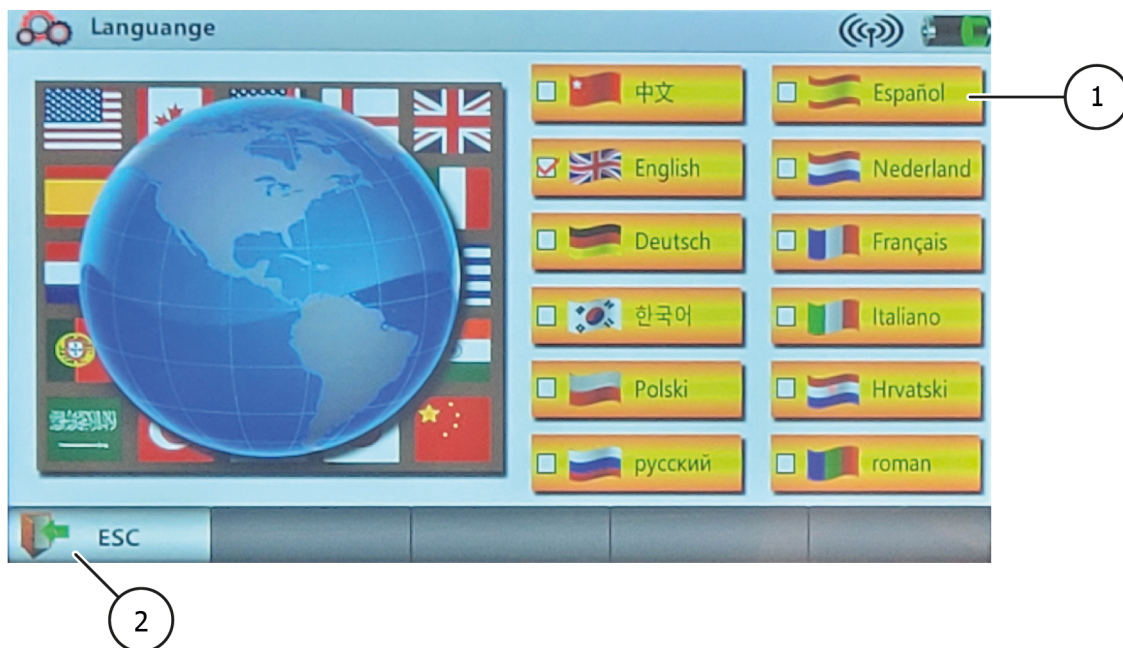 Languange
中文
Español
1
English
Nederland
Deutsch
Français
한국어
Italiano
Polski
Hrvatski
русский
roman
ESC
2